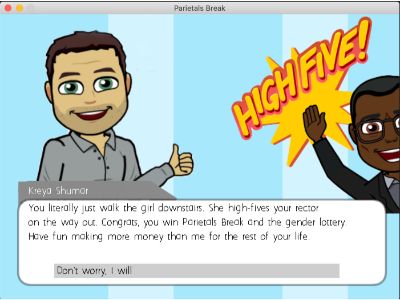 Parietals Break
HIGH FIVE!
Kreya Shumar
You literally just walk the girl downstairs. She high-fives your rector
on the way out. Congrats, you win Parietals Break and the gender lottery.
Have fun making more money than me for the rest of your life.
Don't worry, I will